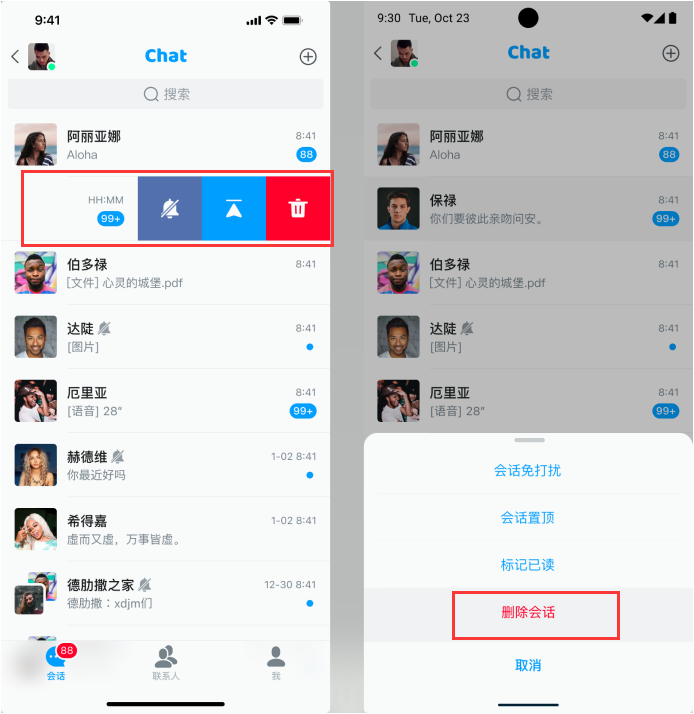 9:41
Chat
搜索
阿丽亚娜
8:41
Aloha
88
HH:MM
99+
伯多禄
8:41
[文件] 心灵的城堡.pdf
达陡
8:41
[图片]
厄里亚
8:41
[语音] 28"
99+
赫德维
1-02 8:41
你最近好吗
希得嘉
1-02 8:41
虚而又虚，万事皆虚。
德肋撒之家
12-30 8:41
德肋撒：xdjm们
88
会话
联系人
我
9:30 Tue, Oct 23
Chat
搜索
阿丽亚娜
8:41
Aloha
88
保禄
8:41
你们要彼此亲吻问安。
99+
伯多禄
8:41
[文件] 心灵的城堡.pdf
达陡
8:41
[图片]
厄里亚
8:41
[语音] 28"
99+
会话免打扰
会话置顶
标记已读
删除会话
取消